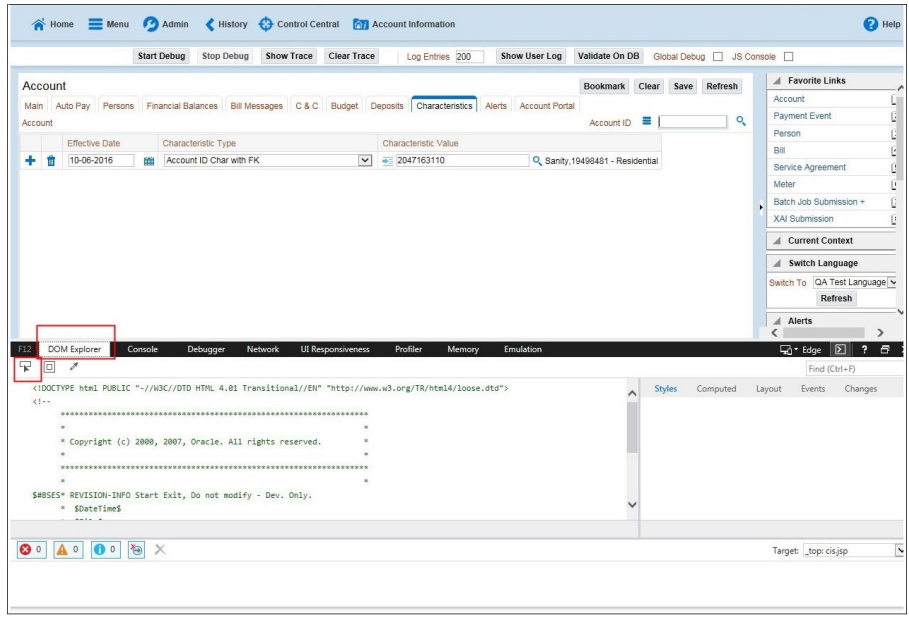 Home Menu Admin History Control Central Account Information Help
Start Debug Stop Debug Show Trace Clear Trace Log Entries 200 Show User Log Validate On DB Global Debug JS Console
Account Bookmark Clear Save Refresh
Main Auto Pay Persons Financial Balances Bill Messages C & C Budget Deposits Characteristics Alerts Account Portal
Account Account ID
Effective Date Characteristic Type Characteristic Value
10-06-2016 Account ID Char with FK 2047163110 Sanity,19498481 - Residential
Favorite Links
Account
Payment Event
Person
Bill
Service Agreement
Meter
Batch Job Submission +
XAI Submission
Current Context
Switch Language
Switch To QA Test Language
Refresh
Alerts
F12 DOM Explorer Console Debugger Network UI Responsiveness Profiler Memory Emulation Edge ?
Find (Ctrl+F)
<!DOCTYPE html PUBLIC "-//W3C//DTD HTML 4.01 Transitional//EN" "http://www.w3.org/TR/html4/loose.dtd">
Styles Computed Layout Events Changes
<!--
********************************************************************
* *
* Copyright (c) 2000, 2007, Oracle. All rights reserved. *
* *
********************************************************************
* *
$#BSES* REVISION-INFO Start Exit, Do not modify - Dev. Only.
* $DateTime$
0 0 0
Target: _top: cis.jsp